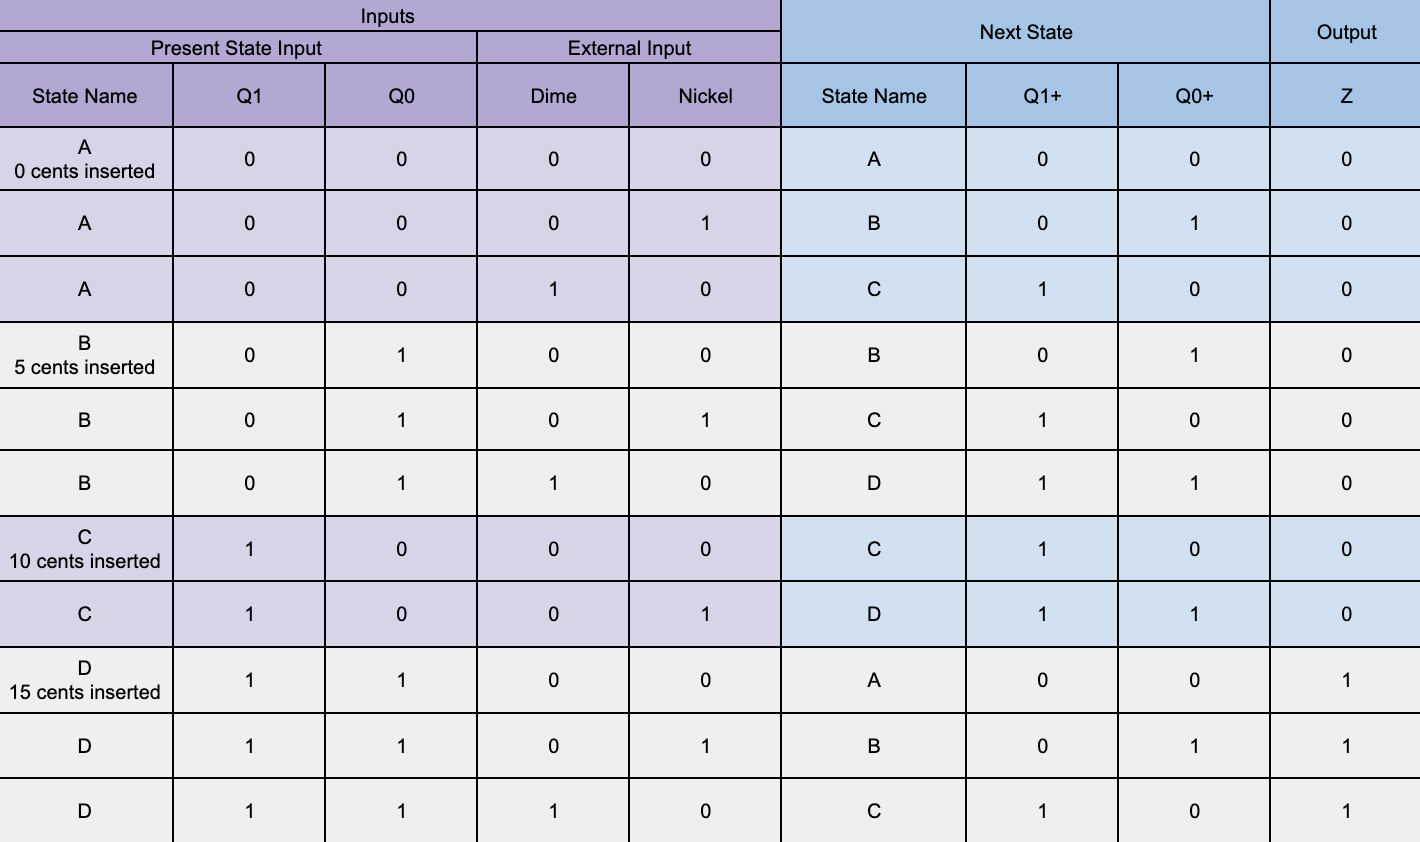 Inputs
Next State
Output
Present State Input
External Input
State Name
Q1
Q0
Dime
Nickel
State Name
Q1+
Q0+
Z
A
0 cents inserted
0
0
0
0
A
0
0
0
A
0
0
0
1
B
0
1
0
A
0
0
1
0
C
1
0
0
B
5 cents inserted
0
1
0
0
B
0
1
0
B
0
1
0
1
C
1
0
0
B
0
1
1
0
D
1
1
0
C
10 cents inserted
1
0
0
0
C
1
0
0
C
1
0
0
1
D
1
1
0
D
15 cents inserted
1
1
0
0
A
0
0
1
D
1
1
0
1
B
0
1
1
D
1
1
1
0
C
1
0
1